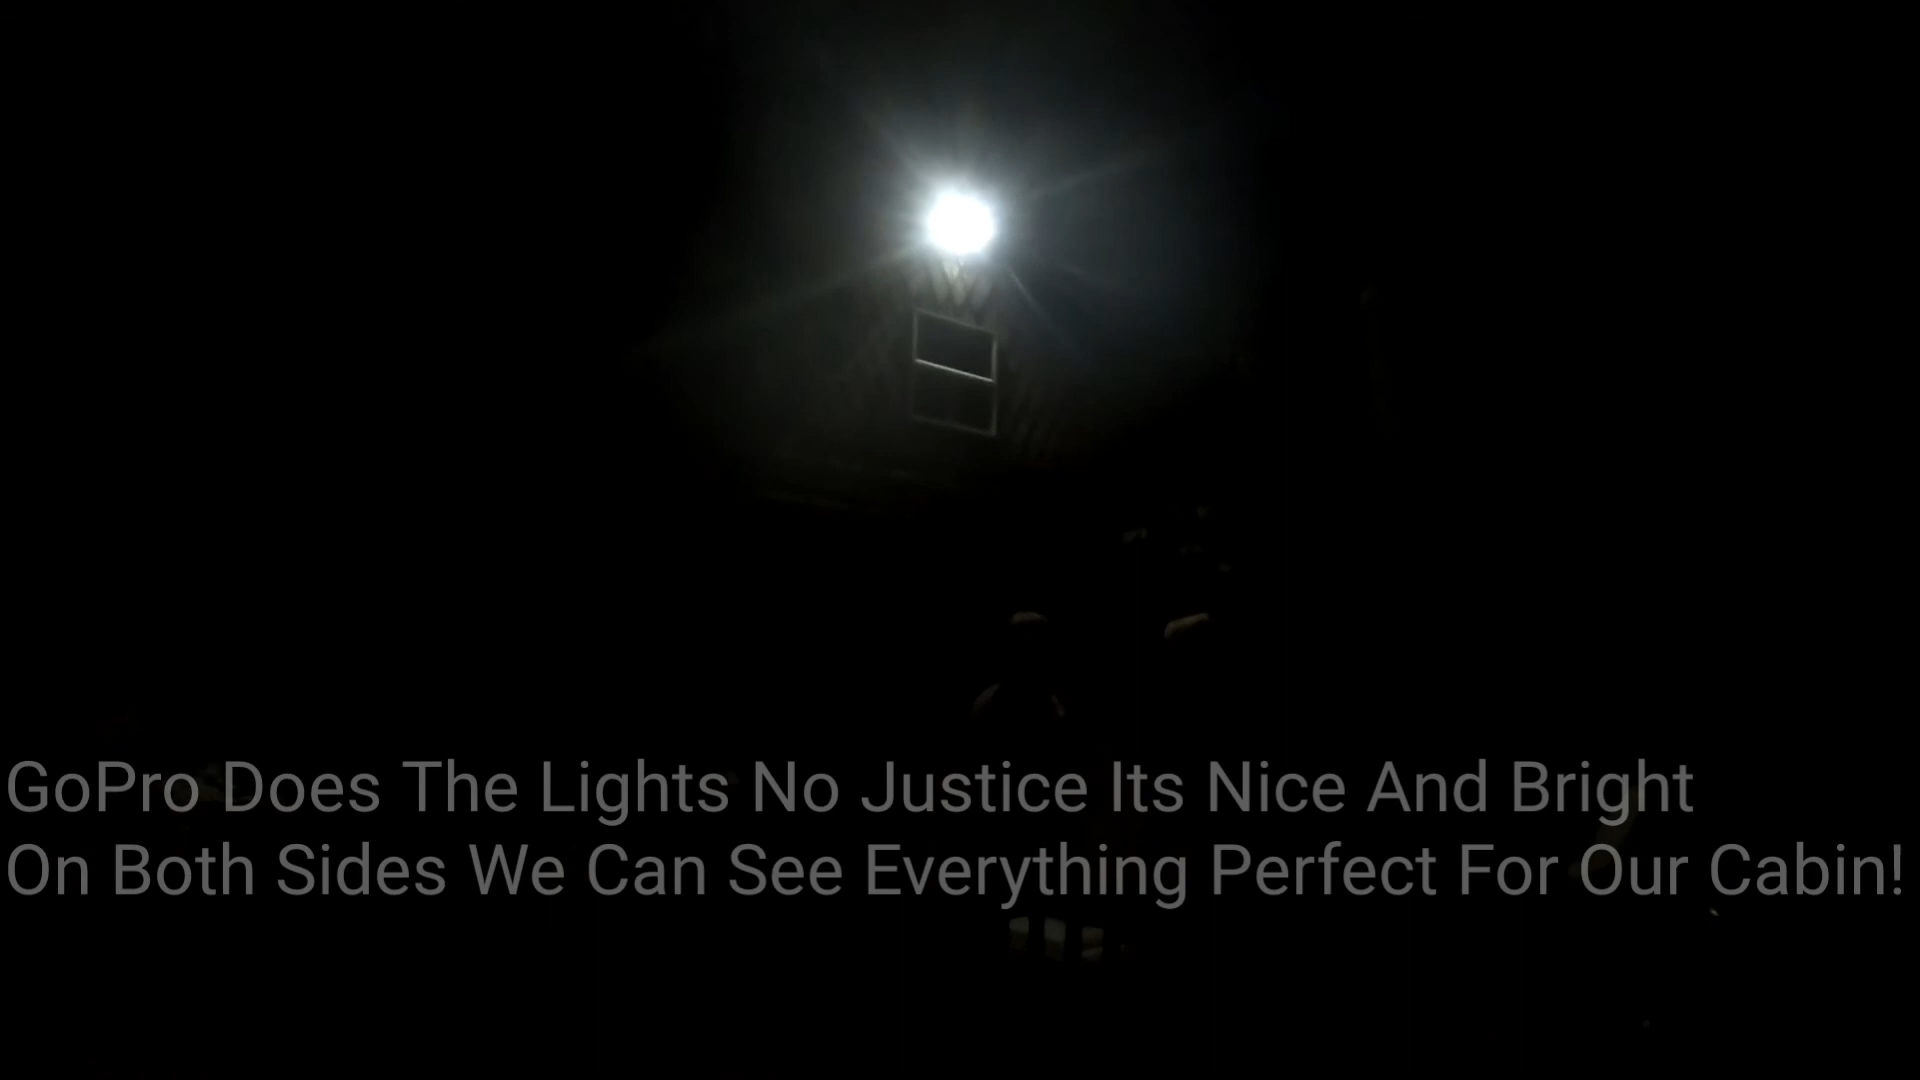 GoPro Does The Lights No Justice Its Nice And Bright
On Both Sides We Can See Everything Perfect For Our Cabin!